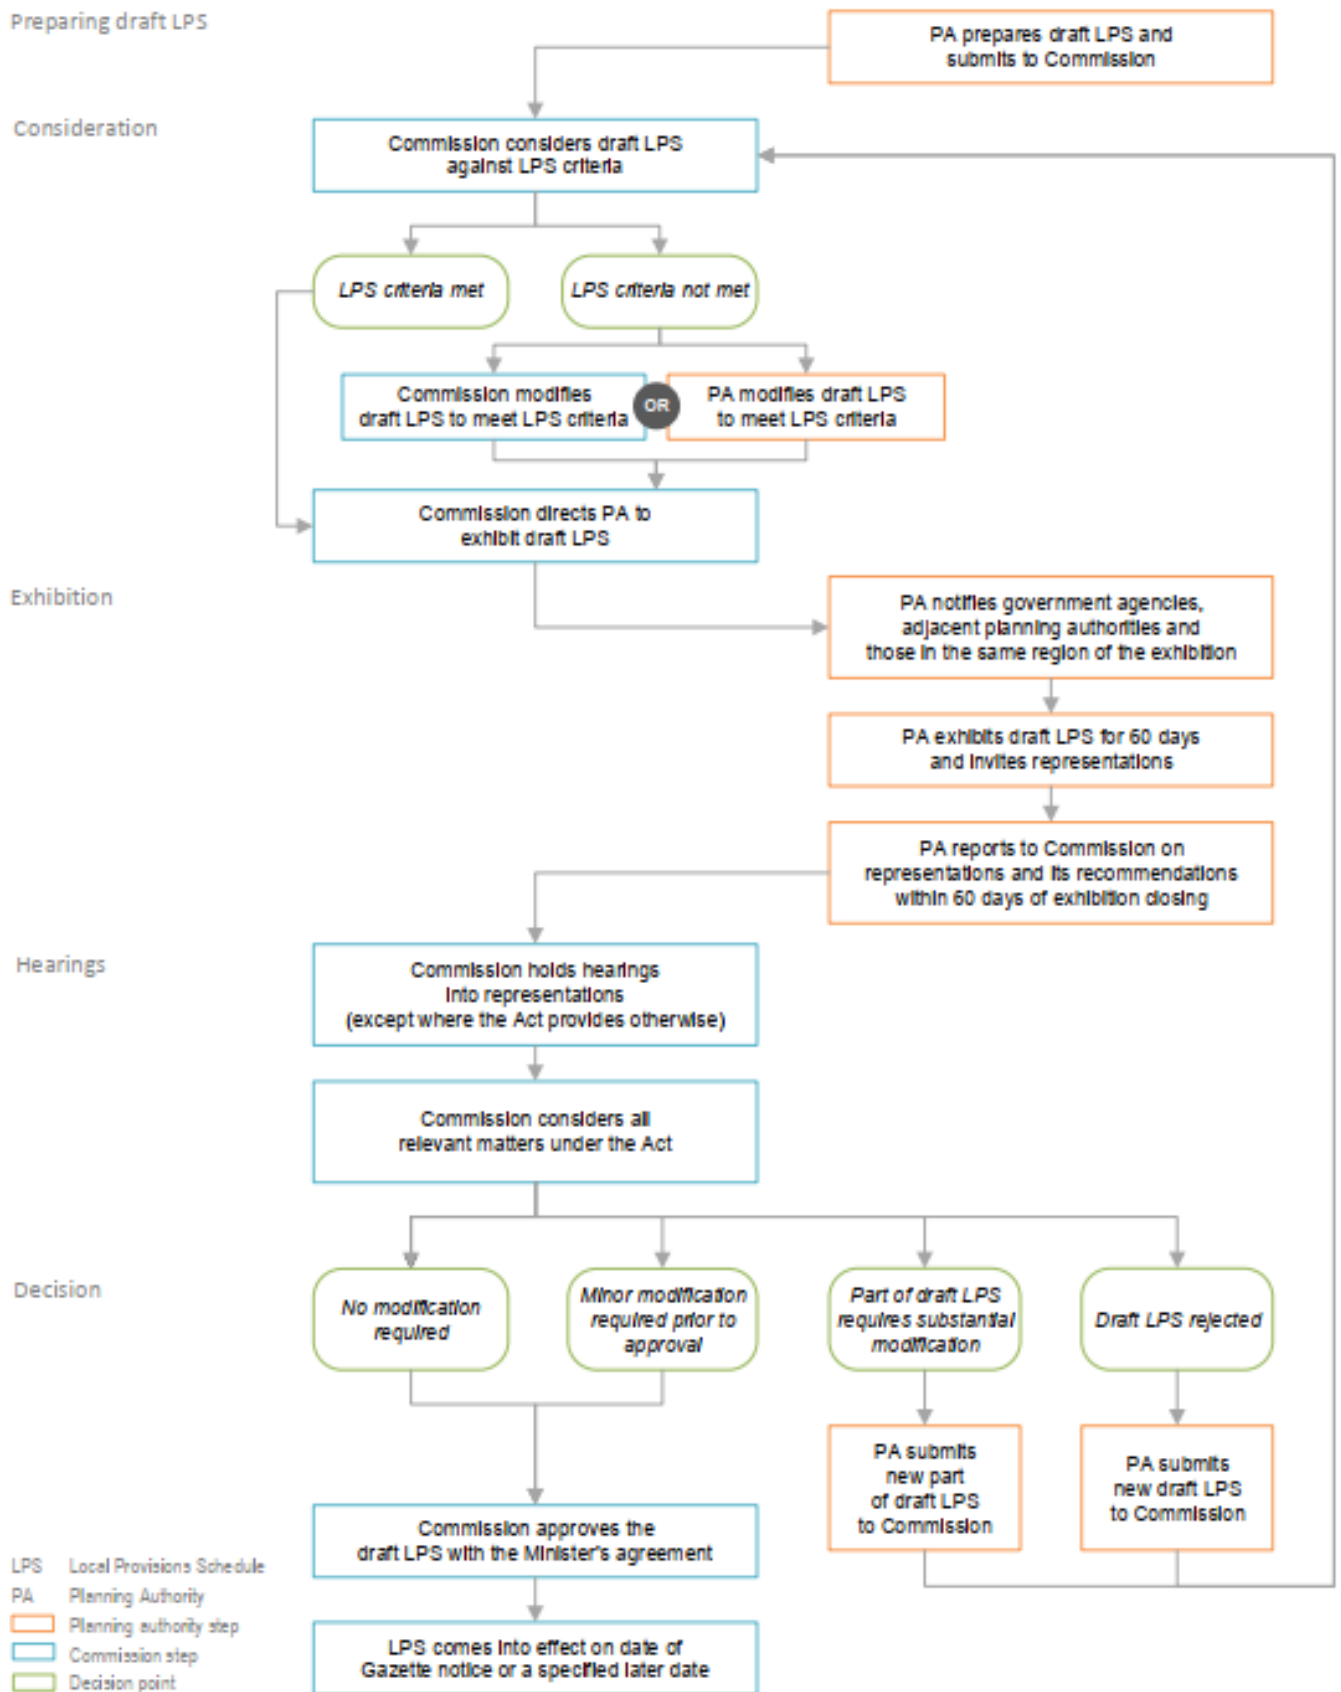 Preparing draft LPS
PA prepares draft LPS and
submits to Commission
Consideration
Commission considers draft LPS
against LPS criteria
LPS criteria met
LPS criteria not met
Commission modifies
draft LPS to meet LPS criteria
OR
PA modifies draft LPS
to meet LPS criteria
Commission directs PA to
exhibit draft LPS
Exhibition
PA notifies government agencies,
adjacent planning authorities and
those in the same region of the exhibition
PA exhibits draft LPS for 60 days
and invites representations
PA reports to Commission on
representations and its recommendations
within 60 days of exhibition closing
Hearings
Commission holds hearings
into representations
(except where the Act provides otherwise)
Commission considers all
relevant matters under the Act
Decision
No modification
required
Minor modification
required prior to
approval
Part of draft LPS
requires substantial
modification
Draft LPS rejected
PA submits
new part
of draft LPS
to Commission
PA submits
new draft LPS
to Commission
Commission approves the
draft LPS with the Minister's agreement
LPS comes into effect on date of
Gazette notice or a specified later date
LPS Local Provisions Schedule
PA Planning Authority
Planning authority step
Commission step
Decision point